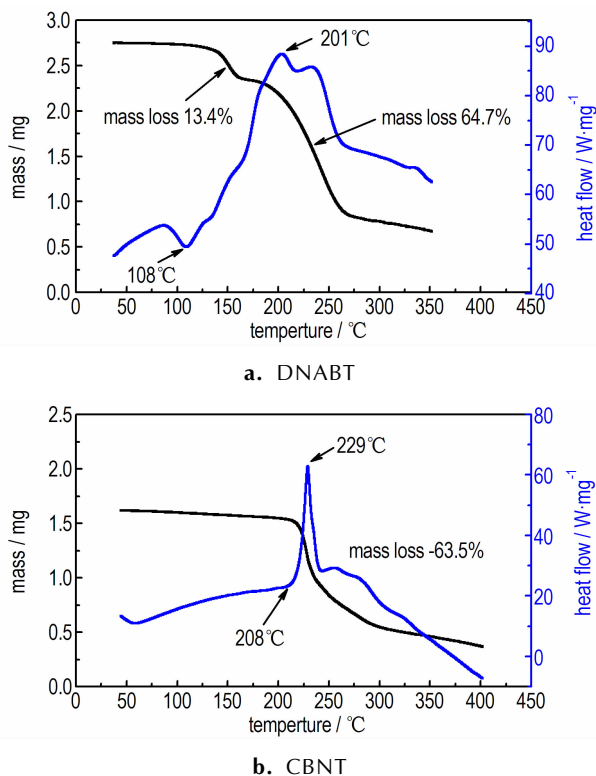 3.0
2.5
2.0
1.5
1.0
0.5
0.0
mass / mg
90
80
70
60
50
40
heat flow / W·mg⁻¹
201℃
mass loss 13.4%
mass loss 64.7%
108℃
0 50 100 150 200 250 300 350 400 450
temperture / ℃
a. DNABT
2.5
2.0
1.5
1.0
0.5
0.0
mass / mg
80
60
40
20
0
heat flow / W·mg⁻¹
229℃
mass loss -63.5%
208℃
0 50 100 150 200 250 300 350 400 450
temperture / ℃
b. CBNT